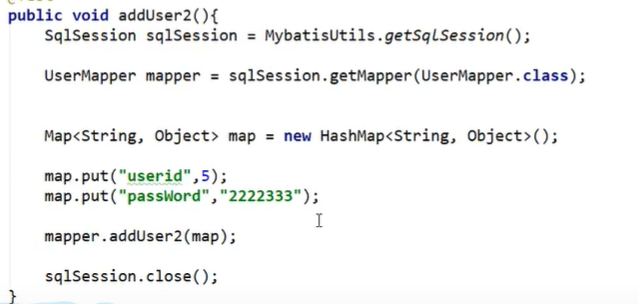 public void addUser2(){
SqlSession sqlSession = MybatisUtils.getSqlSession();
UserMapper mapper = sqlSession.getMapper(UserMapper.class);
Map<String, Object> map = new HashMap<String, Object>();
map.put("userid",5);
map.put("passWord","2222333");
mapper.addUser2(map);
sqlSession.close();
}